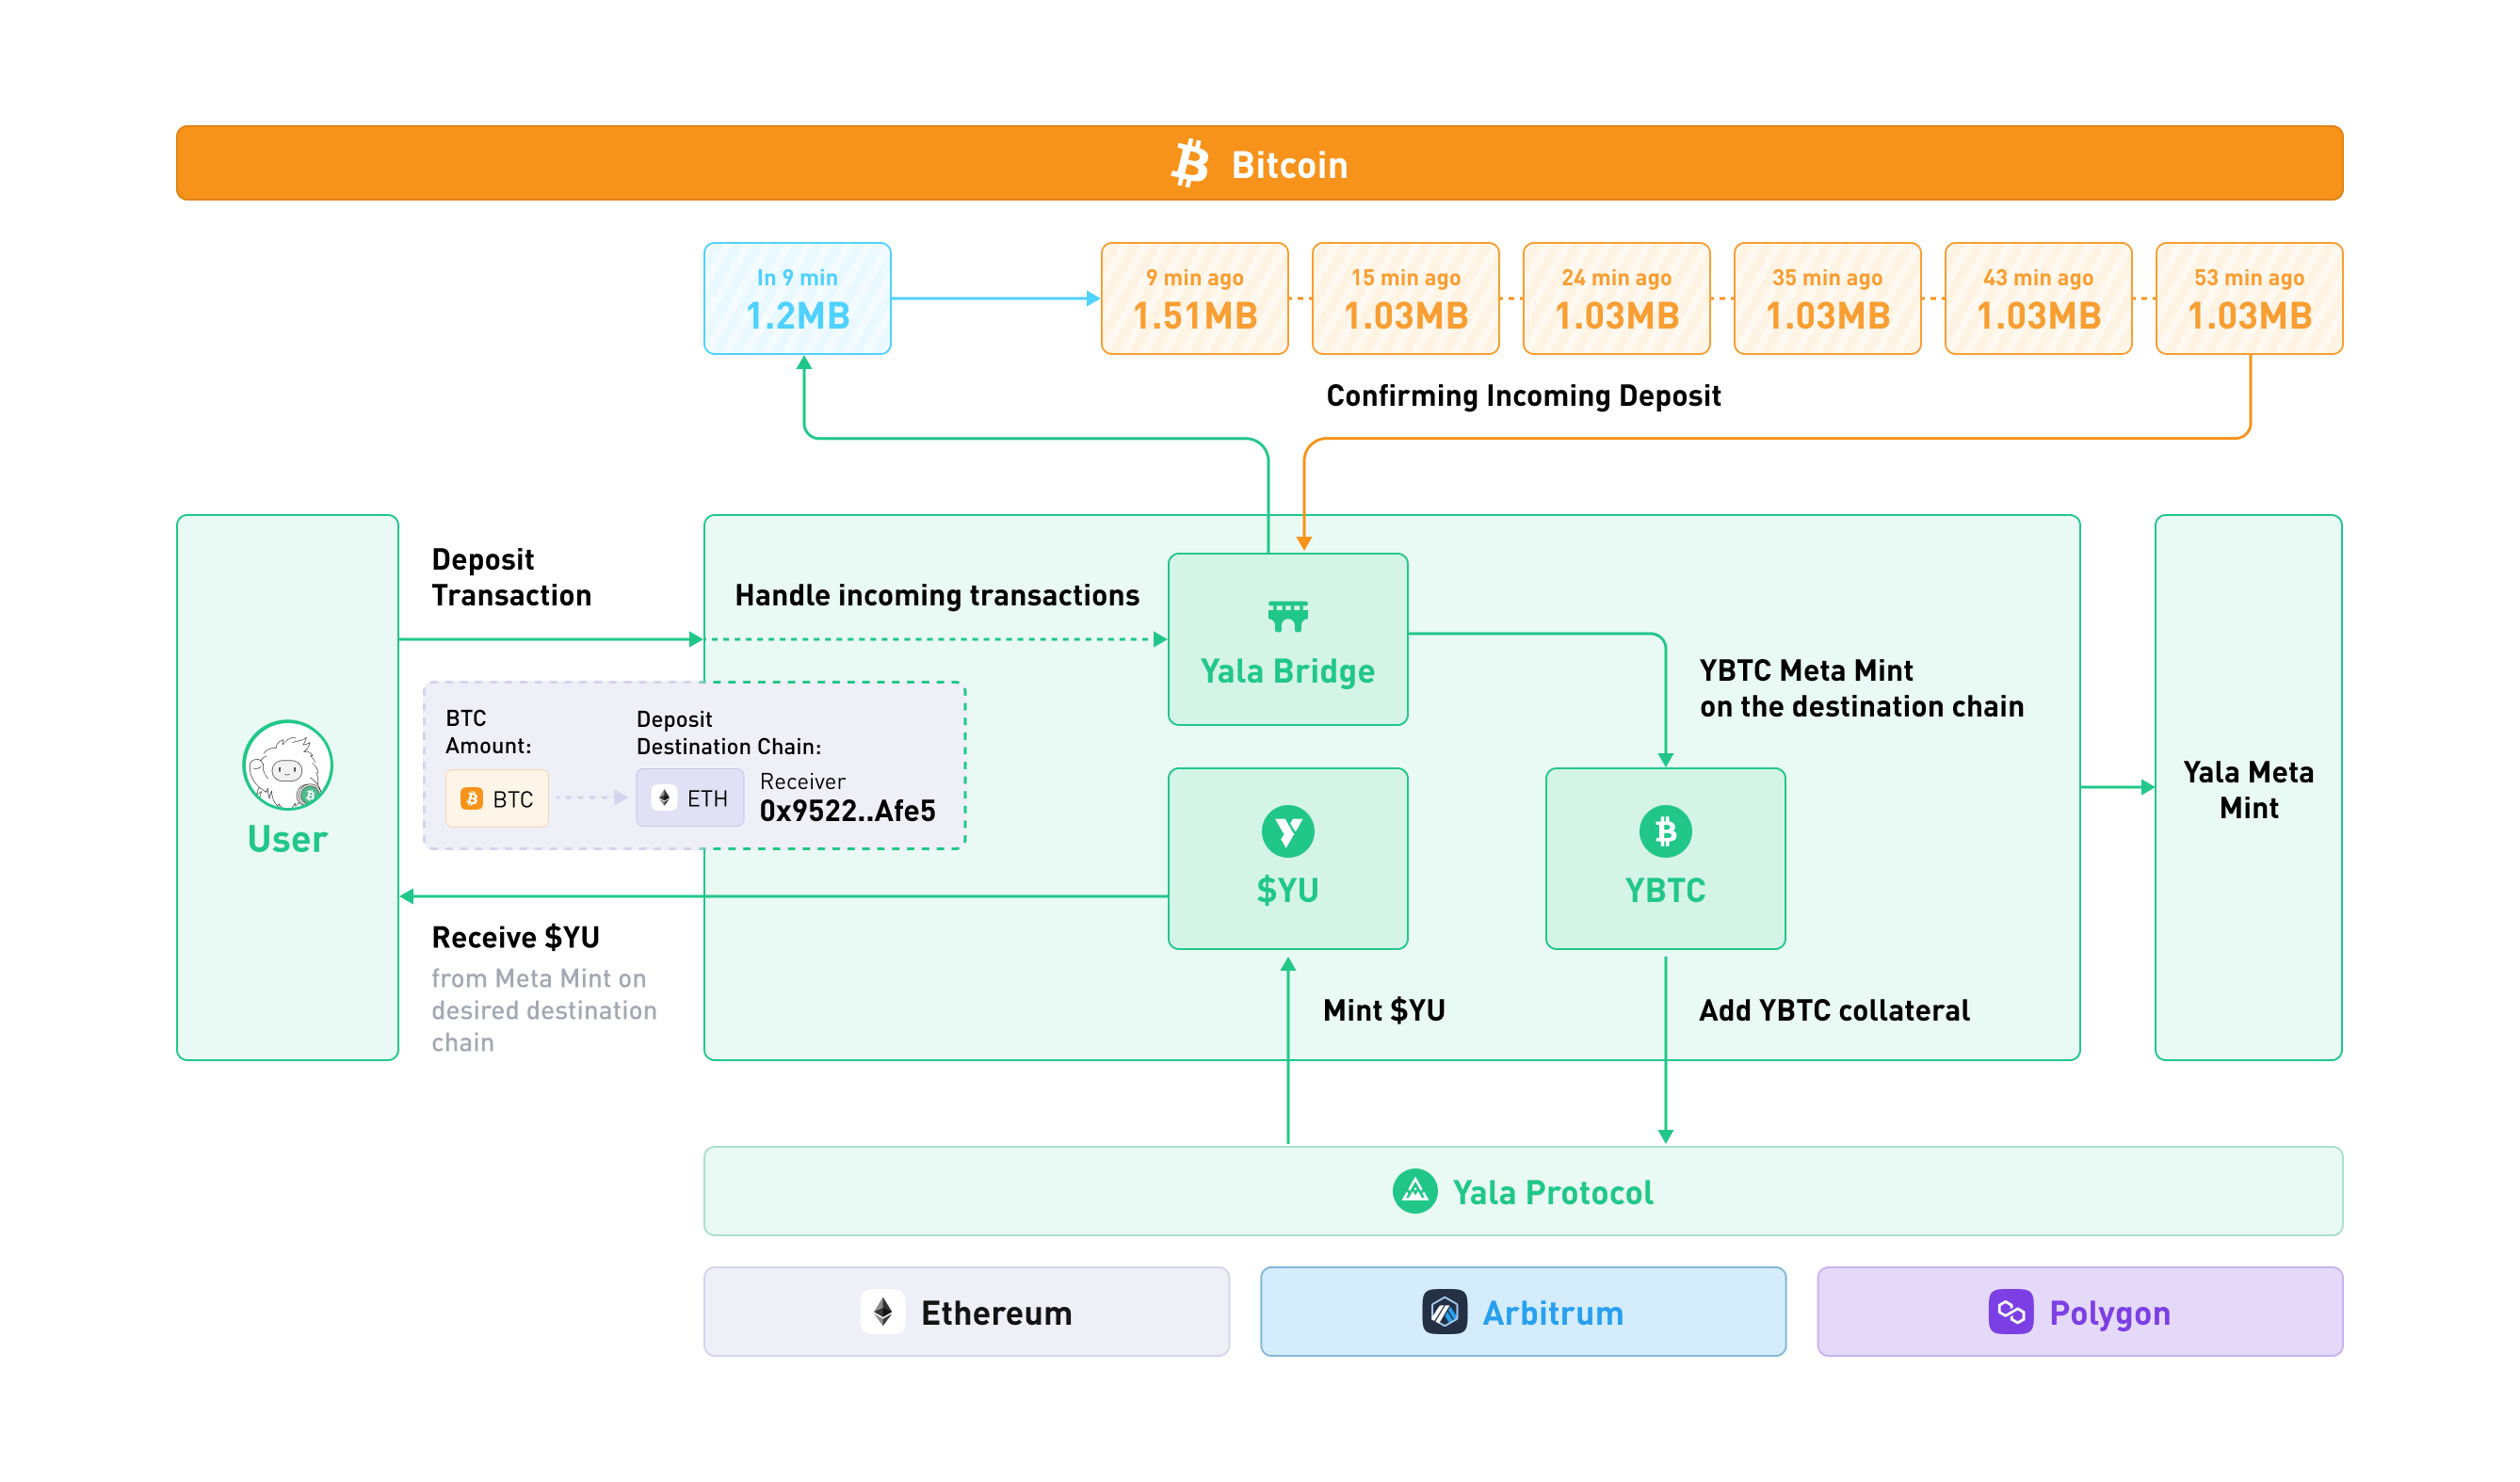 Bitcoin
In 9 min
1.2MB
9 min ago
1.51MB
15 min ago
1.03MB
24 min ago
1.03MB
35 min ago
1.03MB
43 min ago
1.03MB
53 min ago
1.03MB
Confirming Incoming Deposit
Deposit
Transaction
Handle incoming transactions
Yala Bridge
YBTC Meta Mint
on the destination chain
BTC
Amount:
BTC
Deposit
Destination Chain:
ETH
Receiver
0x9522..Afe5
User
$YU
YBTC
Yala Meta
Mint
Receive $YU
from Meta Mint on
desired destination
chain
Mint $YU
Add YBTC collateral
Yala Protocol
Ethereum
Arbitrum
Polygon